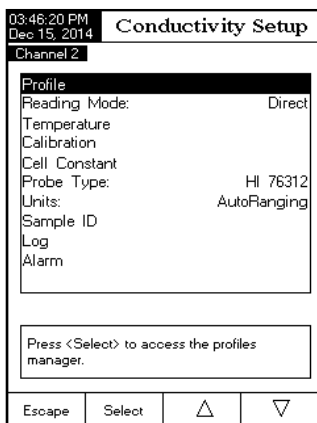 03:46:20 PM
Dec 15, 2014
Conductivity Setup
Channel 2
Profile
Reading Mode: Direct
Temperature
Calibration
Cell Constant
Probe Type: HI 76312
Units: AutoRanging
Sample ID
Log
Alarm
Press <Select> to access the profiles
manager.
Escape Select